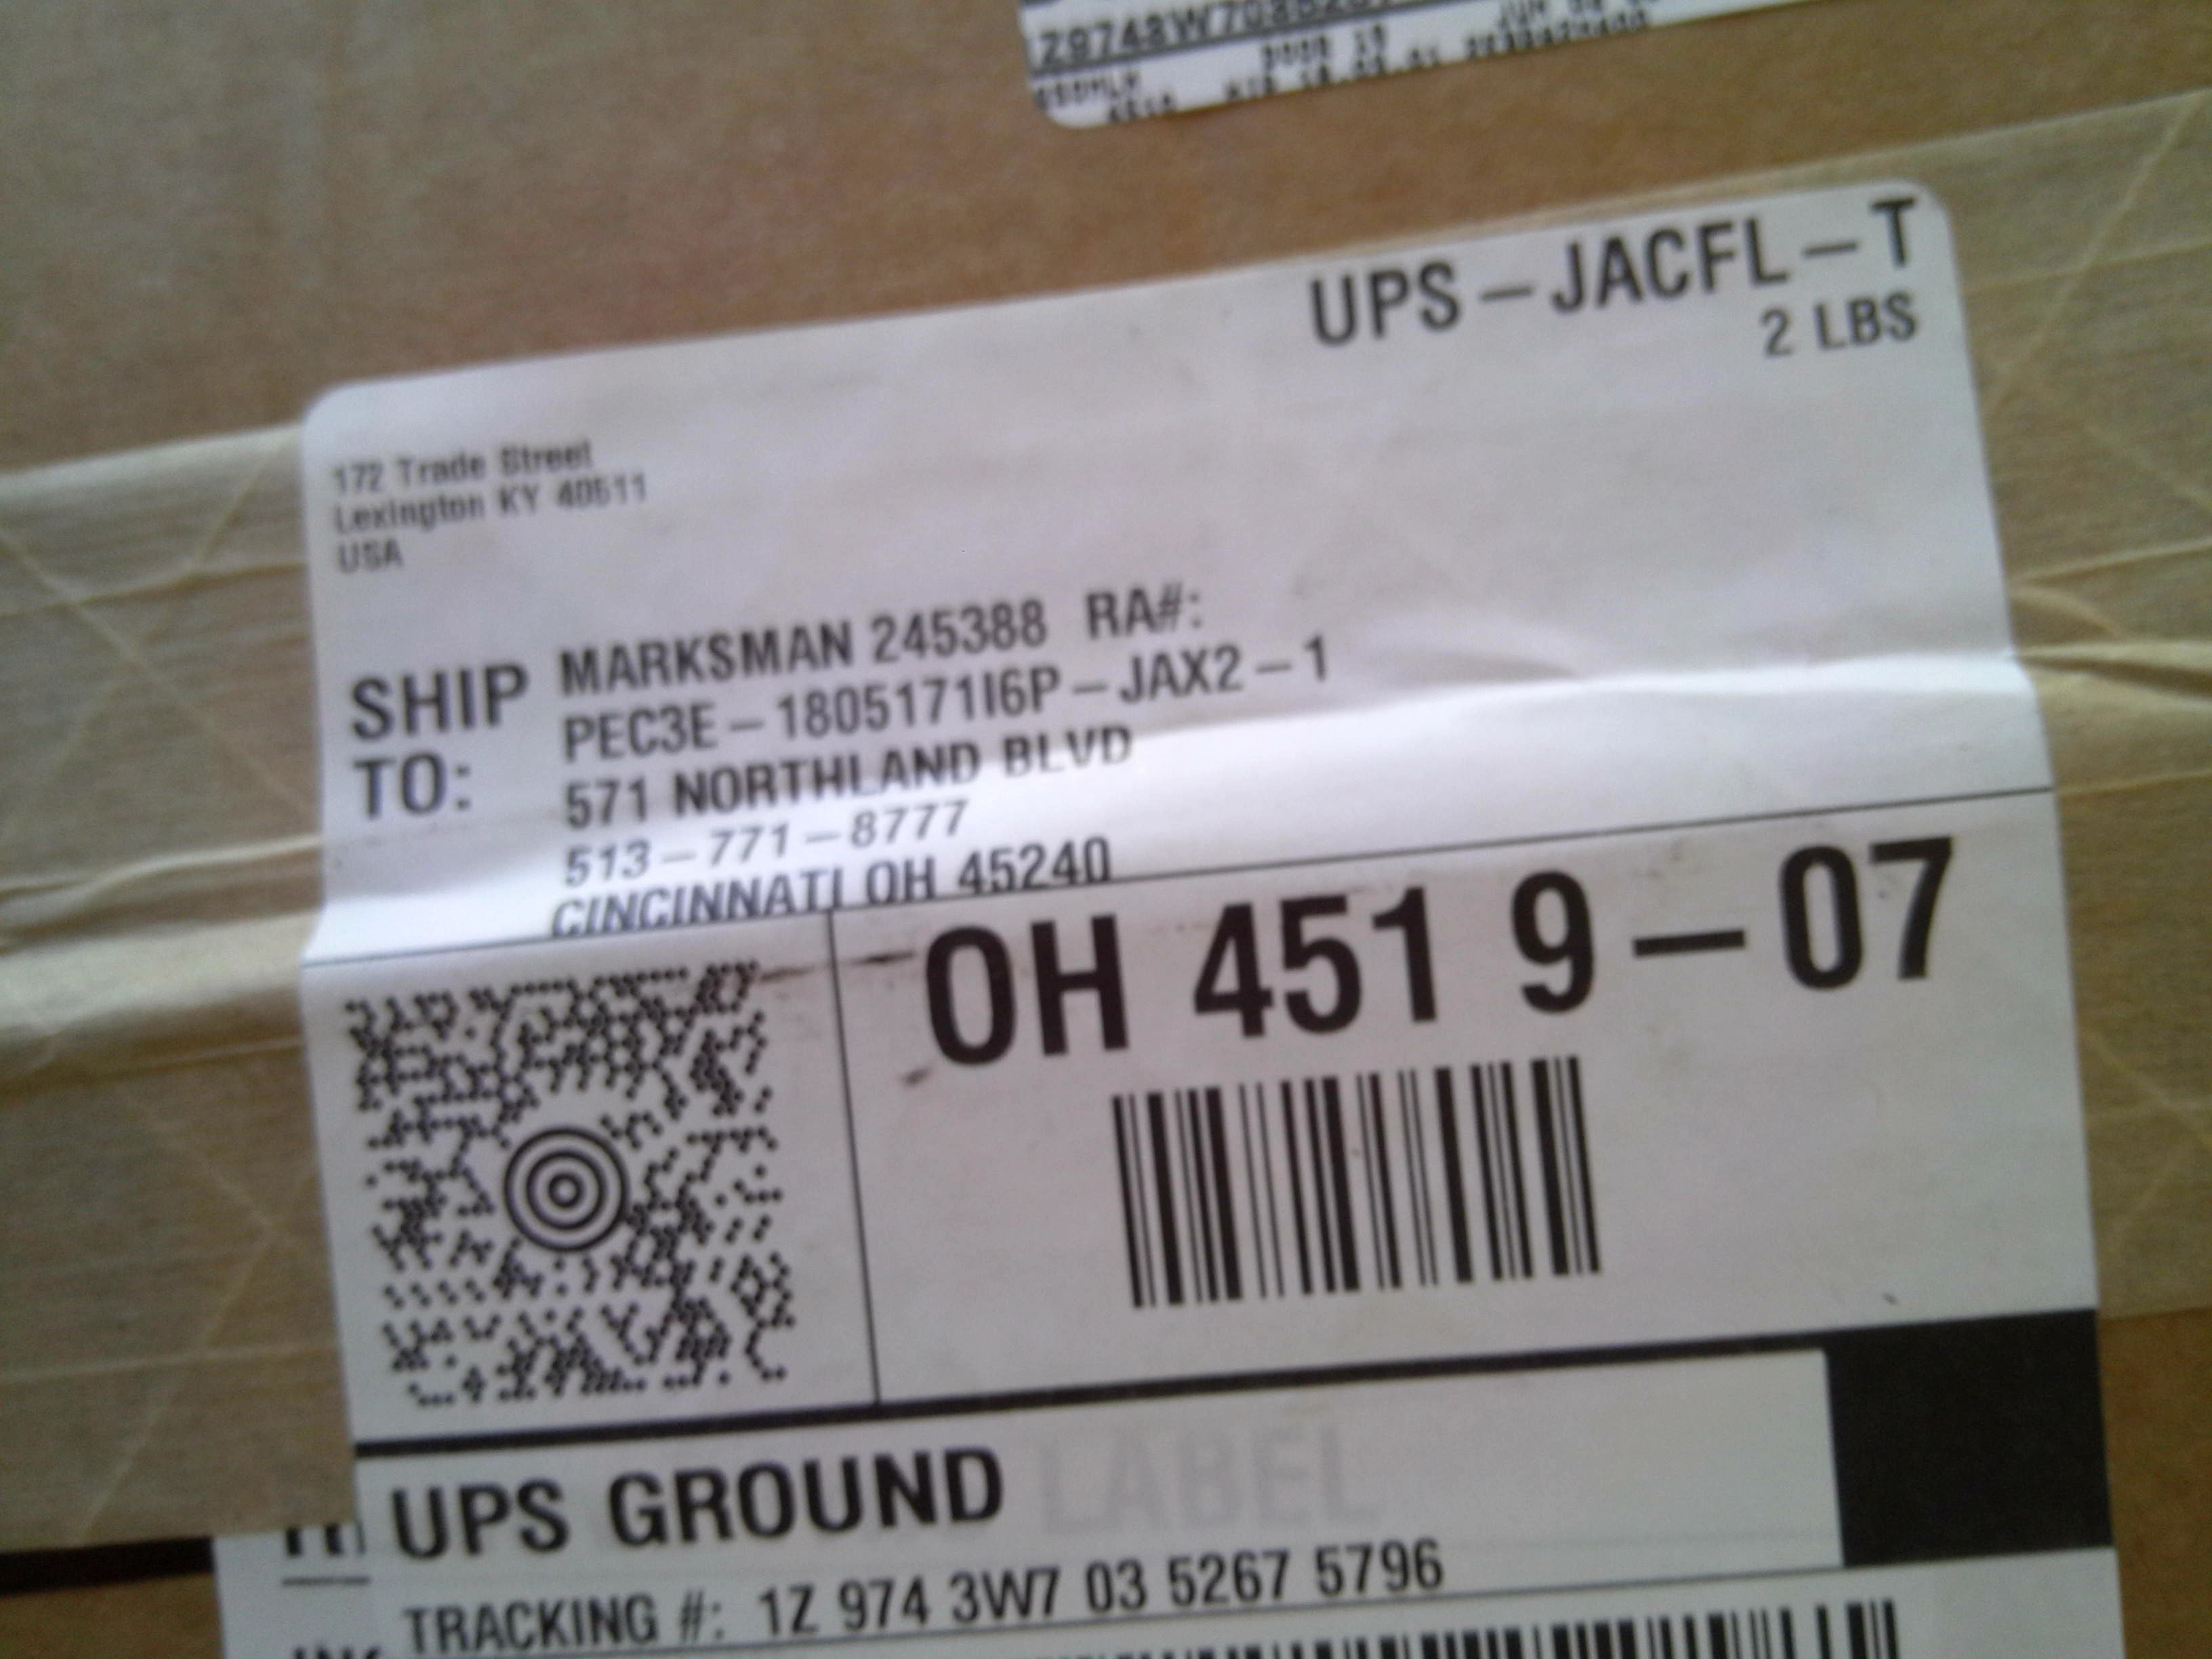 UPS – JACFL – T
2 LBS
172 Trade Street
Lexington KY 40511
USA
SHIP TO:
MARKSMAN 245388 RA#:
PEC3E – 1805171I6P – JAX2 – 1
571 NORTHLAND BLVD
513 – 771 – 8777
CINCINNATI OH 45240
OH 451 9 – 07
UPS GROUND LABEL
TRACKING #: 1Z 974 3W7 03 5267 5796